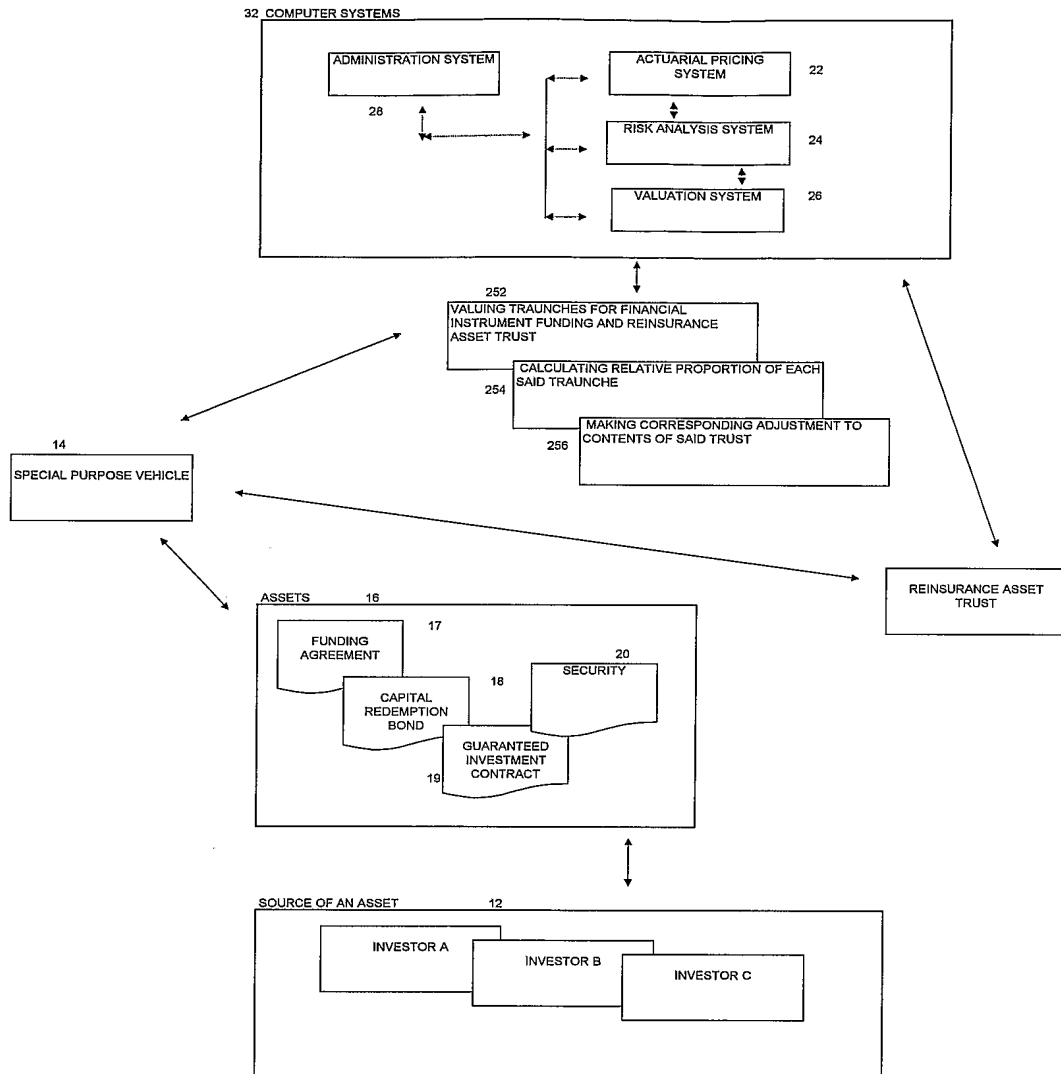 32 COMPUTER SYSTEMS
ADMINISTRATION SYSTEM
28
ACTUARIAL PRICING
SYSTEM
22
RISK ANALYSIS SYSTEM
24
VALUATION SYSTEM
26
252
VALUING TRAUNCHES FOR FINANCIAL
INSTRUMENT FUNDING AND REINSURANCE
ASSET TRUST
254
CALCULATING RELATIVE PROPORTION OF EACH
SAID TRAUNCHE
256
MAKING CORRESPONDING ADJUSTMENT TO
CONTENTS OF SAID TRUST
14
SPECIAL PURPOSE VEHICLE
REINSURANCE ASSET
TRUST
ASSETS 16
17
FUNDING
AGREEMENT
18
CAPITAL
REDEMPTION
BOND
19
GUARANTEED
INVESTMENT
CONTRACT
20
SECURITY
SOURCE OF AN ASSET 12
INVESTOR A
INVESTOR B
INVESTOR C